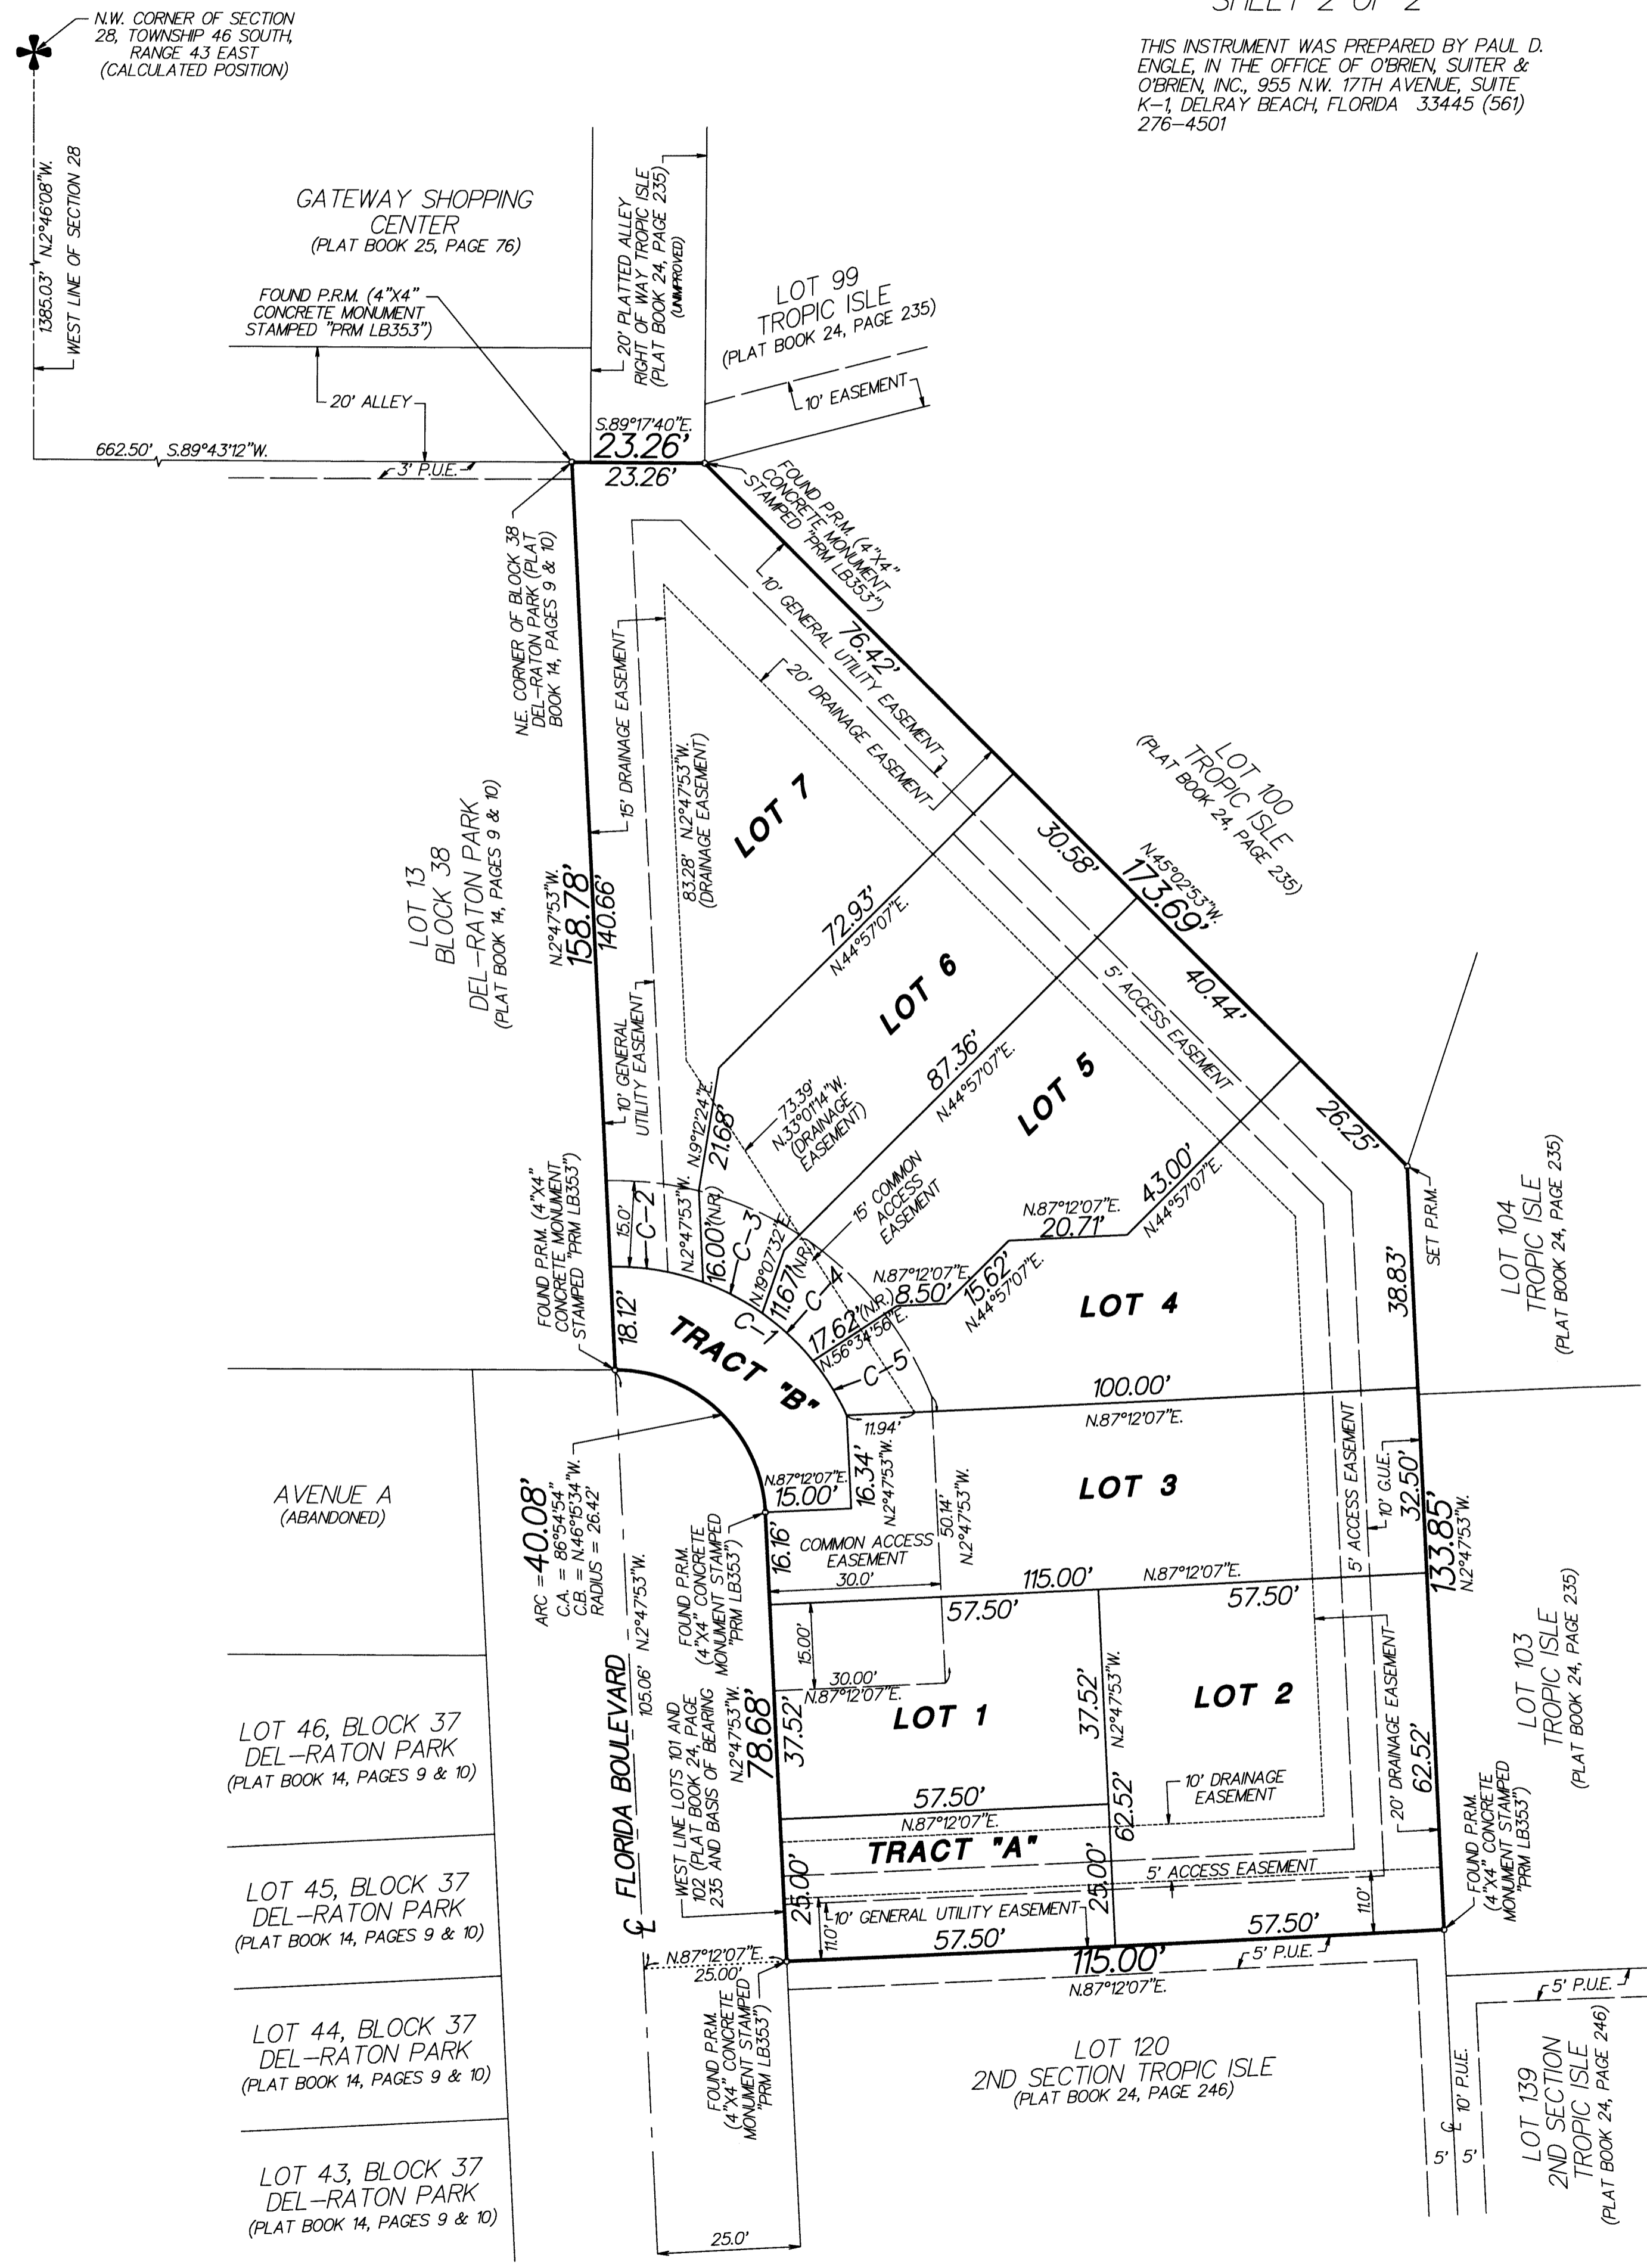 SHEET 2 OF 2
N.W. CORNER OF SECTION
28, TOWNSHIP 46 SOUTH,
RANGE 43 EAST
(CALCULATED POSITION)
THIS INSTRUMENT WAS PREPARED BY PAUL D.
ENGLE, IN THE OFFICE OF O'BRIEN, SUITER &
O'BRIEN, INC., 955 N.W. 17TH AVENUE, SUITE
K-1, DELRAY BEACH, FLORIDA 33445 (561)
276-4501
1385.03' N.2°46'08"W.
WEST LINE OF SECTION 28
GATEWAY SHOPPING
CENTER
(PLAT BOOK 25, PAGE 76)
20' PLATTED ALLEY
RIGHT OF WAY TROPIC ISLE
(PLAT BOOK 24, PAGE 235)
(UNIMPROVED)
LOT 99
TROPIC ISLE
(PLAT BOOK 24, PAGE 235)
10' EASEMENT
FOUND P.R.M. (4"X4"
CONCRETE MONUMENT
STAMPED "PRM LB353")
20' ALLEY
662.50' S.89°43'12"W.
3' P.U.E.
S.89°17'40"E.
23.26'
23.26'
FOUND P.R.M. (4"X4"
CONCRETE MONUMENT
STAMPED "PRM LB353")
N.E. CORNER OF BLOCK 38
DEL-RATON PARK (PLAT
BOOK 14, PAGES 9 & 10)
10' GENERAL UTILITY EASEMENT
76.42'
20' DRAINAGE EASEMENT
15' DRAINAGE EASEMENT
83.28' N.2°47'53"W.
(DRAINAGE EASEMENT)
LOT 7
LOT 100
TROPIC ISLE
(PLAT BOOK 24, PAGE 235)
LOT 13
BLOCK 38
DEL-RATON PARK
(PLAT BOOK 14, PAGES 9 & 10)
N.2°47'53"W.
158.78'
140.66'
72.93'
N.44°57'07"E.
30.58'
N.45°02'53"W.
173.69'
LOT 6
5' ACCESS EASEMENT
40.44'
10' GENERAL
UTILITY EASEMENT
87.36'
N.44°57'07"E.
LOT 5
N.9°12'24"E.
21.68'
73.39'
N.33°01'14"W.
(DRAINAGE
EASEMENT)
26.25'
43.00'
N.44°57'07"E.
SET P.R.M.
LOT 104
TROPIC ISLE
(PLAT BOOK 24, PAGE 235)
FOUND P.R.M. (4"X4"
CONCRETE MONUMENT
STAMPED "PRM LB353")
15.0'
C-2
N.2°47'53"W.
16.00'(N.R.)
C-3
N.19°07'32"E.
11.67'(N.R.)
15' COMMON
ACCESS
EASEMENT
N.87°12'07"E.
20.71'
C-4
N.87°12'07"E.
8.50'
15.62'
N.44°57'07"E.
17.62'(N.R.)
N.56°34'56"E.
C-1
C-5
18.12'
TRACT "B"
LOT 4
38.83'
100.00'
N.87°12'07"E.
11.94'
16.34'
N.2°47'53"W.
N.87°12'07"E.
15.00'
50.14'
N.2°47'53"W.
LOT 3
5' ACCESS EASEMENT
10' G.U.E.
32.50'
133.85'
N.2°47'53"W.
AVENUE A
(ABANDONED)
ARC = 40.08'
C.A. = 86°54'54"
C.B. = N.46°15'34"W.
RADIUS = 26.42'
FOUND P.R.M.
(4"X4" CONCRETE
MONUMENT STAMPED
"PRM LB353")
16.16'
COMMON ACCESS
EASEMENT
30.0'
115.00'
N.87°12'07"E.
57.50'
57.50'
15.00'
30.00'
N.87°12'07"E.
FLORIDA BOULEVARD
105.06' N.2°47'53"W.
WEST LINE LOTS 101 AND
102 (PLAT BOOK 24, PAGE
235 AND BASIS OF BEARING
N.2°47'53"W.
78.68'
37.52'
LOT 1
37.52'
N.2°47'53"W.
LOT 2
20' DRAINAGE EASEMENT
62.52'
LOT 103
TROPIC ISLE
(PLAT BOOK 24, PAGE 235)
LOT 46, BLOCK 37
DEL-RATON PARK
(PLAT BOOK 14, PAGES 9 & 10)
57.50'
N.87°12'07"E.
62.52'
10' DRAINAGE
EASEMENT
TRACT "A"
25.00'
25.00'
5' ACCESS EASEMENT
11.0'
11.0'
10' GENERAL UTILITY EASEMENT
57.50'
57.50'
115.00'
N.87°12'07"E.
5' P.U.E.
FOUND P.R.M.
(4"X4" CONCRETE
MONUMENT STAMPED
"PRM LB353")
LOT 45, BLOCK 37
DEL-RATON PARK
(PLAT BOOK 14, PAGES 9 & 10)
N.87°12'07"E.
25.00'
FOUND P.R.M.
(4"X4" CONCRETE
MONUMENT STAMPED
"PRM LB353")
LOT 44, BLOCK 37
DEL-RATON PARK
(PLAT BOOK 14, PAGES 9 & 10)
LOT 120
2ND SECTION TROPIC ISLE
(PLAT BOOK 24, PAGE 246)
5' P.U.E.
10' P.U.E.
5' 5'
LOT 139
2ND SECTION
TROPIC ISLE
(PLAT BOOK 24, PAGE 246)
LOT 43, BLOCK 37
DEL-RATON PARK
(PLAT BOOK 14, PAGES 9 & 10)
25.0'